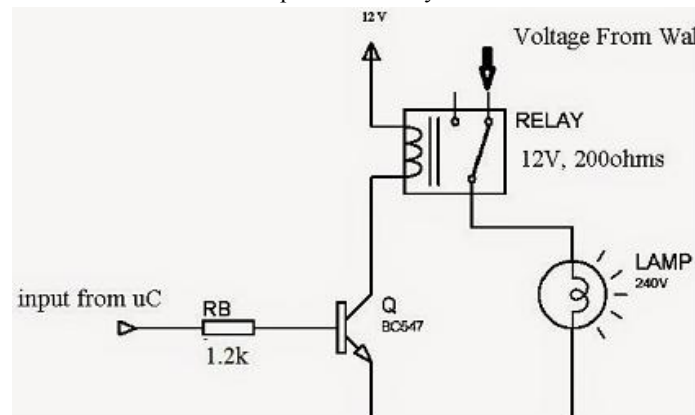 12 V
Voltage From Wal
RELAY
12V, 200ohms
LAMP
240V
input from uC
RB
1.2k
Q
BC547